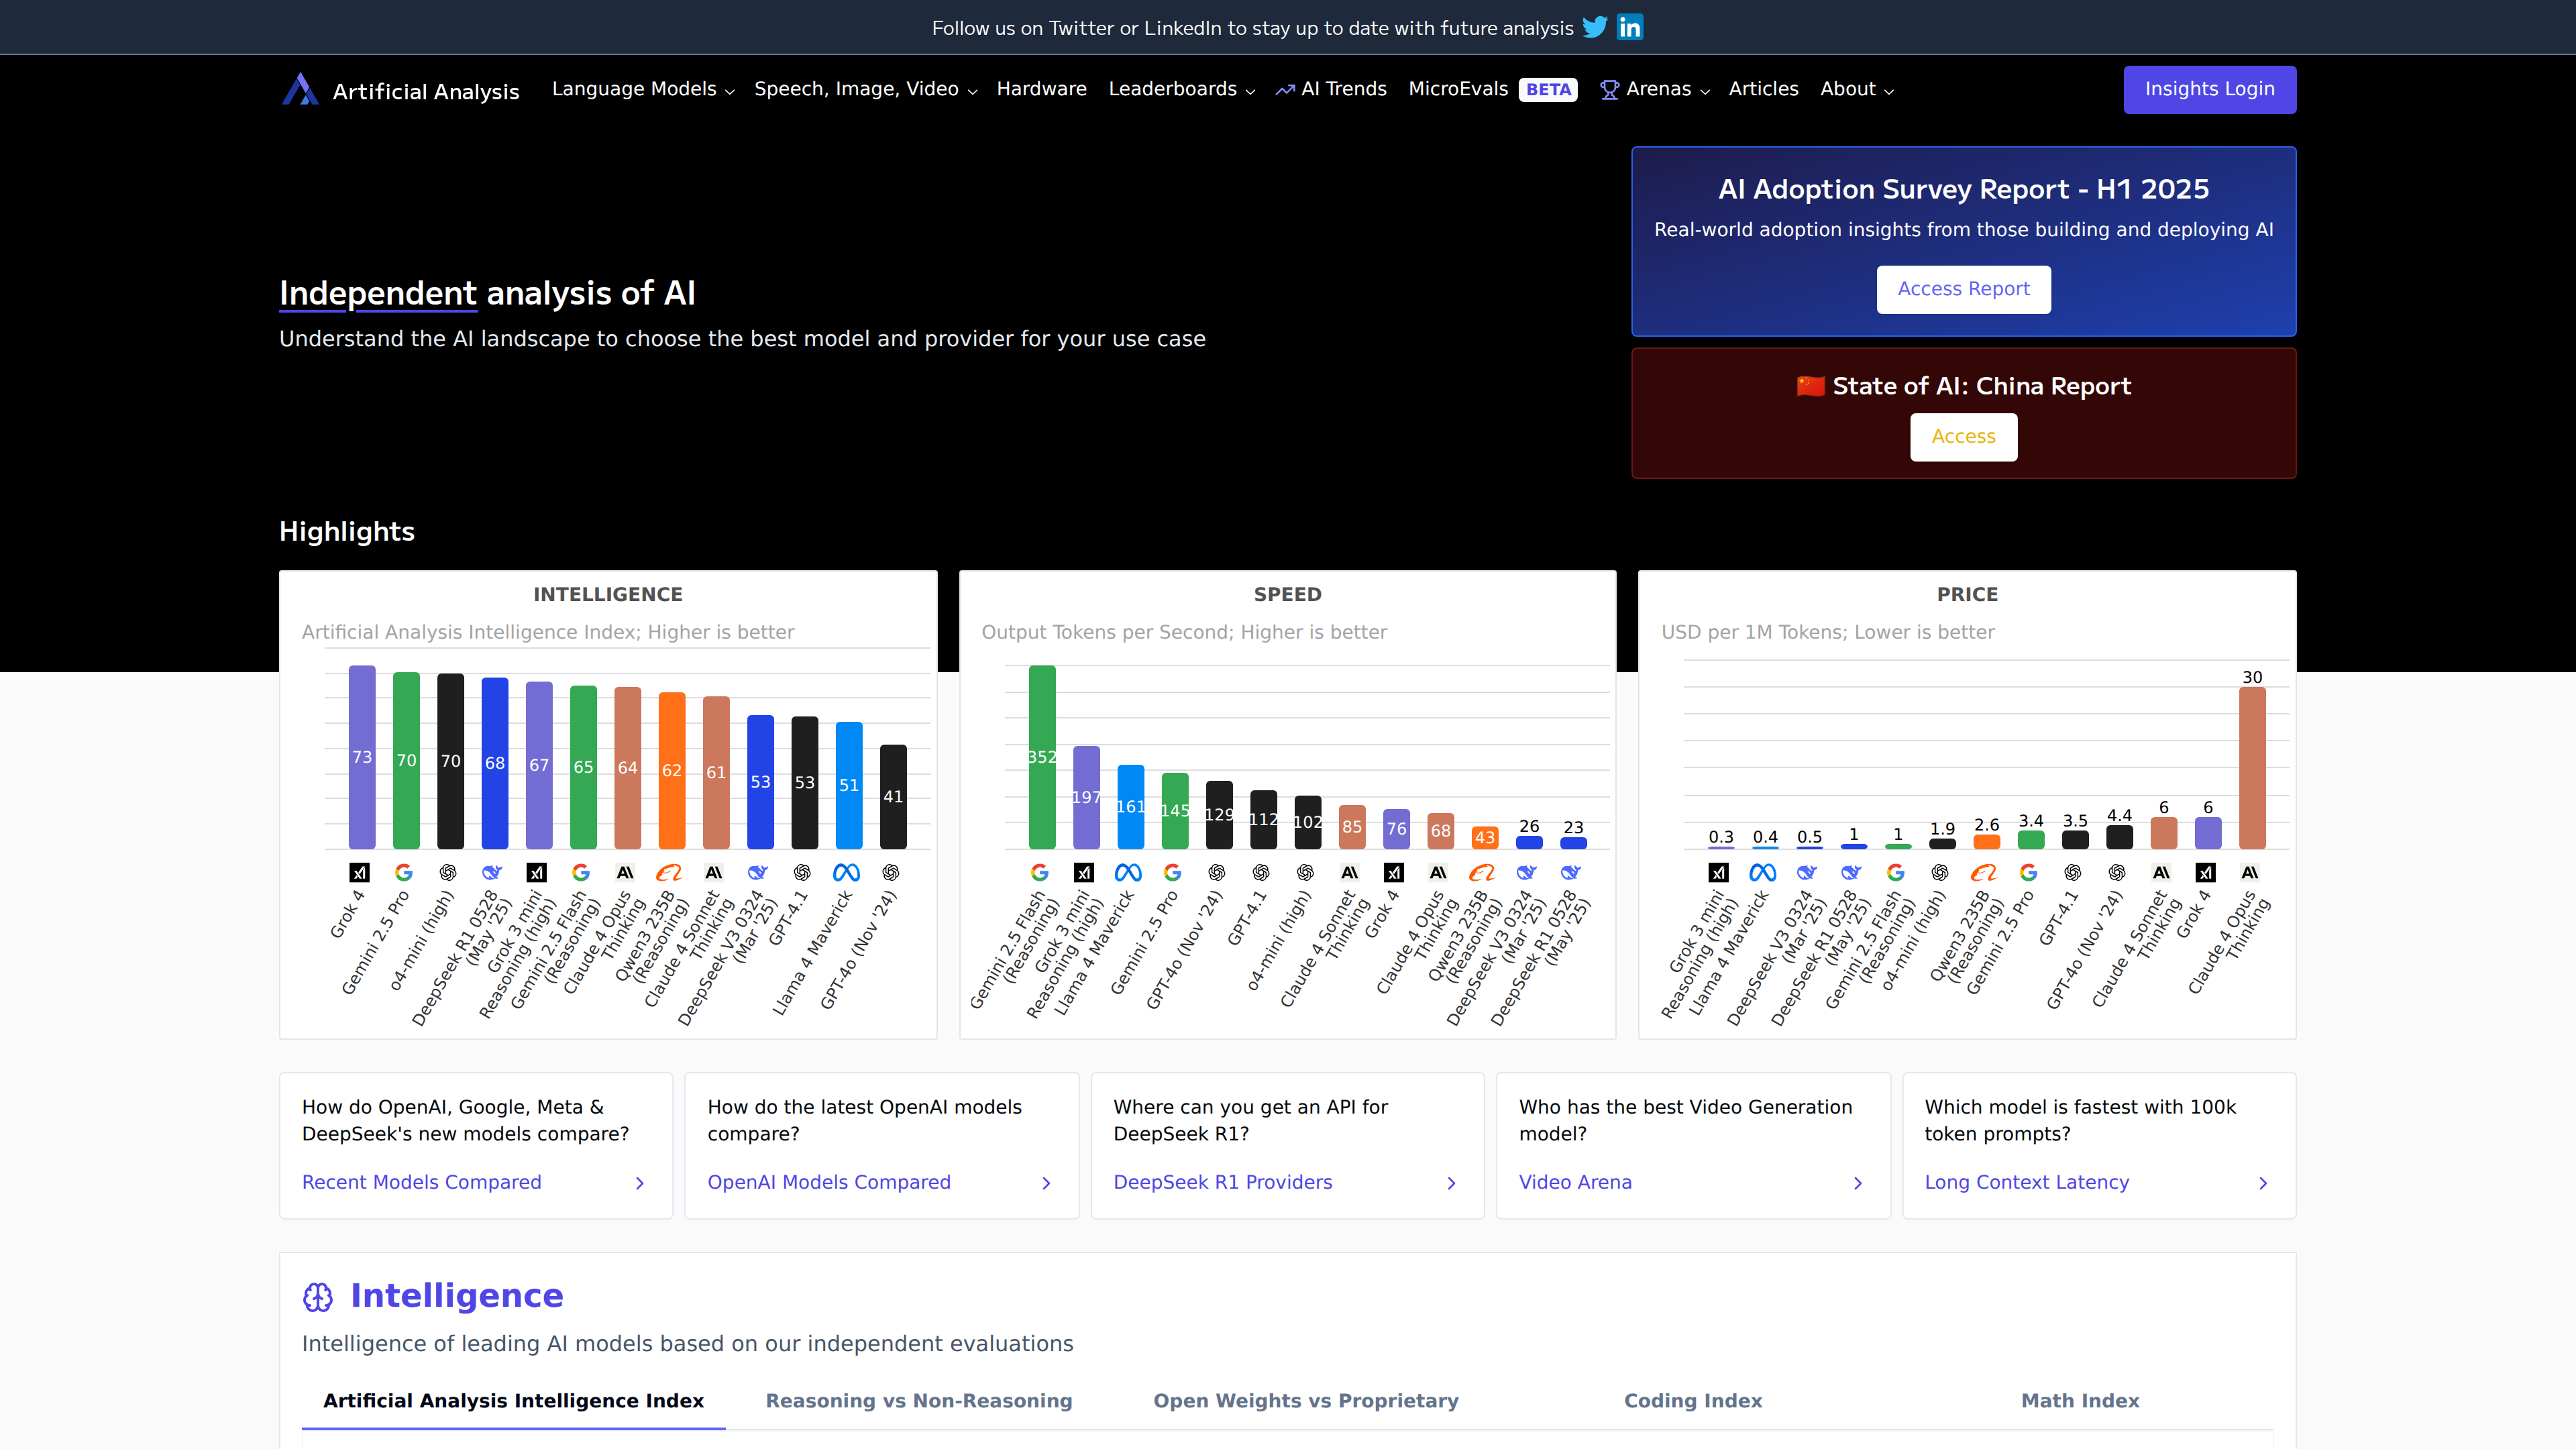 Follow us on Twitter or LinkedIn to stay up to date with future analysis
Artificial Analysis
Language Models
Speech, Image, Video
Hardware
Leaderboards
AI Trends
MicroEvals BETA
Arenas
Articles
About
Insights Login
Independent analysis of AI
Understand the AI landscape to choose the best model and provider for your use case
AI Adoption Survey Report - H1 2025
Real-world adoption insights from those building and deploying AI
Access Report
State of AI: China Report
Access
Highlights
INTELLIGENCE
Artificial Analysis Intelligence Index; Higher is better
73
70
70
68
67
65
64
62
61
53
53
51
41
Grok 4
Gemini 2.5 Pro
o4-mini (high)
DeepSeek R1 0528
(May '25)
Grok 3 mini
Reasoning (high)
Gemini 2.5 Flash
(Reasoning)
Claude 4 Opus
Thinking
Qwen3 235B
(Reasoning)
Claude 4 Sonnet
Thinking
DeepSeek V3 0324
(Mar '25)
GPT-4.1
Llama 4 Maverick
GPT-4o (Nov '24)
SPEED
Output Tokens per Second; Higher is better
352
197
161
145
129
112
102
85
76
68
43
26
23
Gemini 2.5 Flash
(Reasoning)
Grok 3 mini
Reasoning (high)
Llama 4 Maverick
Gemini 2.5 Pro
GPT-4o (Nov '24)
GPT-4.1
o4-mini (high)
Claude 4 Sonnet
Thinking
Grok 4
Claude 4 Opus
Thinking
Qwen3 235B
(Reasoning)
DeepSeek V3 0324
(Mar '25)
DeepSeek R1 0528
(May '25)
PRICE
USD per 1M Tokens; Lower is better
0.3
0.4
0.5
1
1
1.9
2.6
3.4
3.5
4.4
6
6
30
Grok 3 mini
Reasoning (high)
Llama 4 Maverick
DeepSeek V3 0324
(Mar '25)
DeepSeek R1 0528
(May '25)
Gemini 2.5 Flash
(Reasoning)
o4-mini (high)
Qwen3 235B
(Reasoning)
Gemini 2.5 Pro
GPT-4.1
GPT-4o (Nov '24)
Claude 4 Sonnet
Thinking
Grok 4
Claude 4 Opus
Thinking
How do OpenAI, Google, Meta &
DeepSeek's new models compare?
Recent Models Compared
How do the latest OpenAI models
compare?
OpenAI Models Compared
Where can you get an API for
DeepSeek R1?
DeepSeek R1 Providers
Who has the best Video Generation
model?
Video Arena
Which model is fastest with 100k
token prompts?
Long Context Latency
Intelligence
Intelligence of leading AI models based on our independent evaluations
Artificial Analysis Intelligence Index
Reasoning vs Non-Reasoning
Open Weights vs Proprietary
Coding Index
Math Index